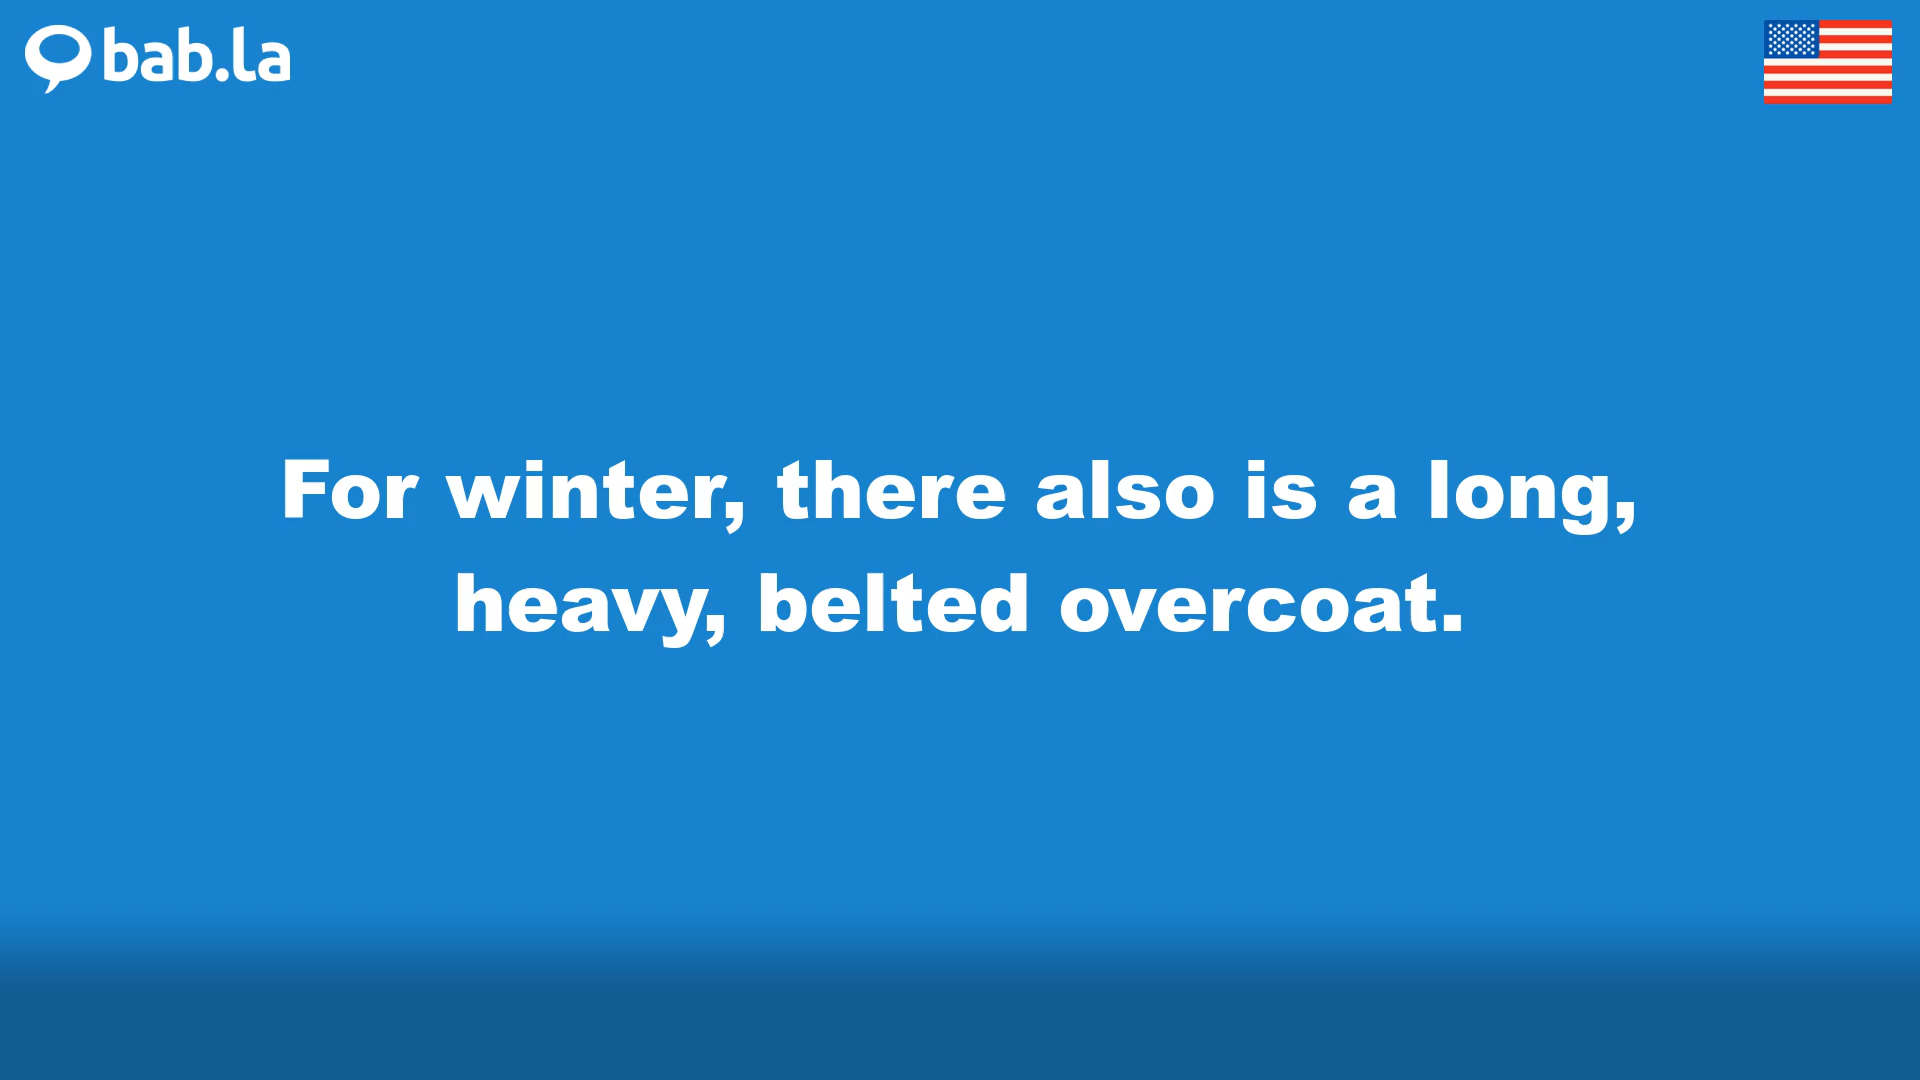 bab.la
For winter, there also is a long,
heavy, belted overcoat.